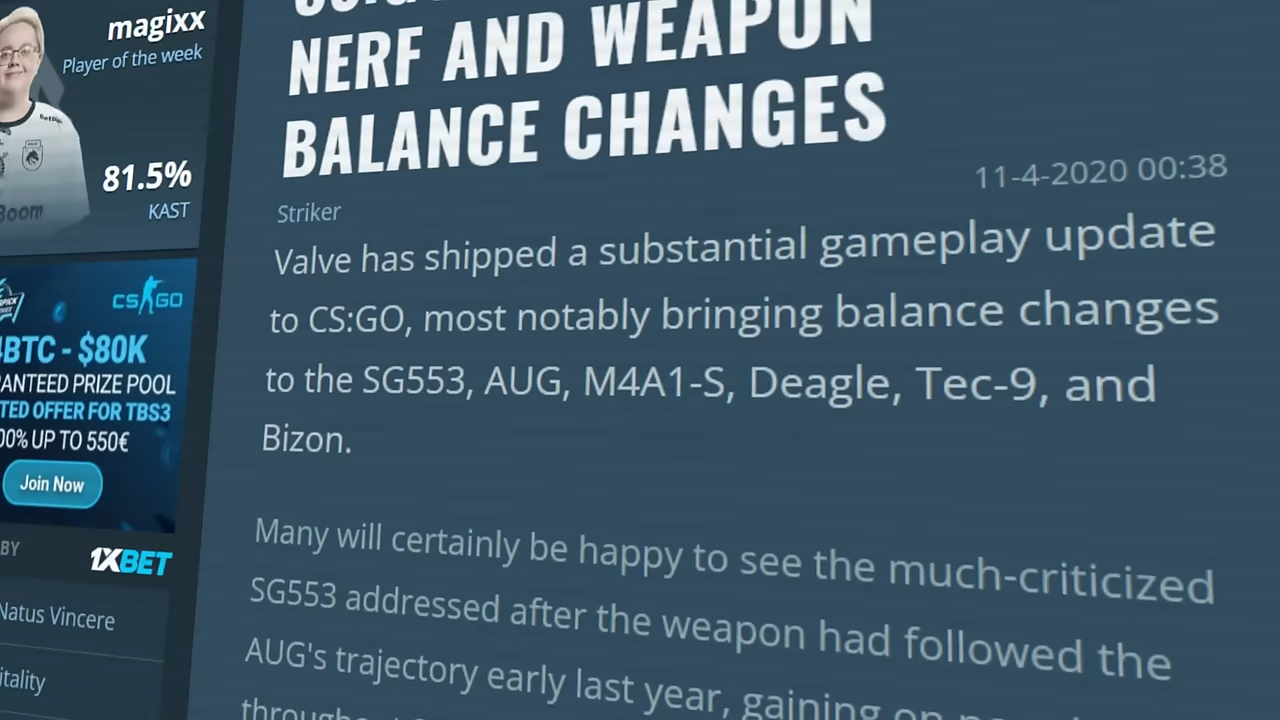 magixx
Player of the week
81.5%
KAST
CS GO
BTC - $80K
PRIZE POOL
OFFER FOR TBS3
UP TO 550€
Join Now
BY
1XBET
Natus Vincere
NERF AND WEAPON
BALANCE CHANGES
11-4-2020 00:38
Striker
Valve has shipped a substantial gameplay update
to CS:GO, most notably bringing balance changes
to the SG553, AUG, M4A1-S, Deagle, Tec-9, and
Bizon.
Many will certainly be happy to see the much-criticized
SG553 addressed after the weapon had followed the
AUG's trajectory early last year, gaining on